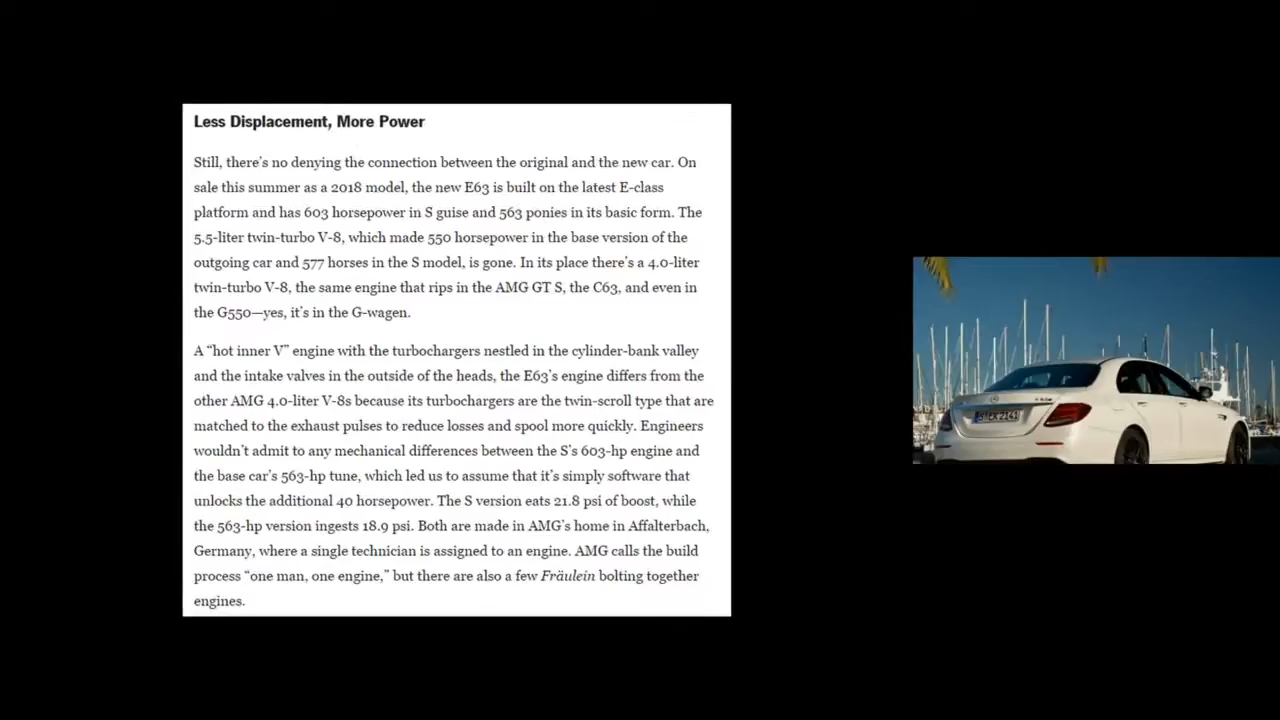 Less Displacement, More Power
Still, there's no denying the connection between the original and the new car. On
sale this summer as a 2018 model, the new E63 is built on the latest E-class
platform and has 603 horsepower in S guise and 563 ponies in its basic form. The
5.5-liter twin-turbo V-8, which made 550 horsepower in the base version of the
outgoing car and 577 horses in the S model, is gone. In its place there's a 4.0-liter
twin-turbo V-8, the same engine that rips in the AMG GT S, the C63, and even in
the G550—yes, it's in the G-wagen.
A “hot inner V” engine with the turbochargers nestled in the cylinder-bank valley
and the intake valves in the outside of the heads, the E63's engine differs from the
other AMG 4.0-liter V-8s because its turbochargers are the twin-scroll type that are
matched to the exhaust pulses to reduce losses and spool more quickly. Engineers
wouldn't admit to any mechanical differences between the S's 603-hp engine and
the base car's 563-hp tune, which led us to assume that it's simply software that
unlocks the additional 40 horsepower. The S version eats 21.8 psi of boost, while
the 563-hp version ingests 18.9 psi. Both are made in AMG's home in Affalterbach,
Germany, where a single technician is assigned to an engine. AMG calls the build
process “one man, one engine,” but there are also a few Fräulein bolting together
engines.